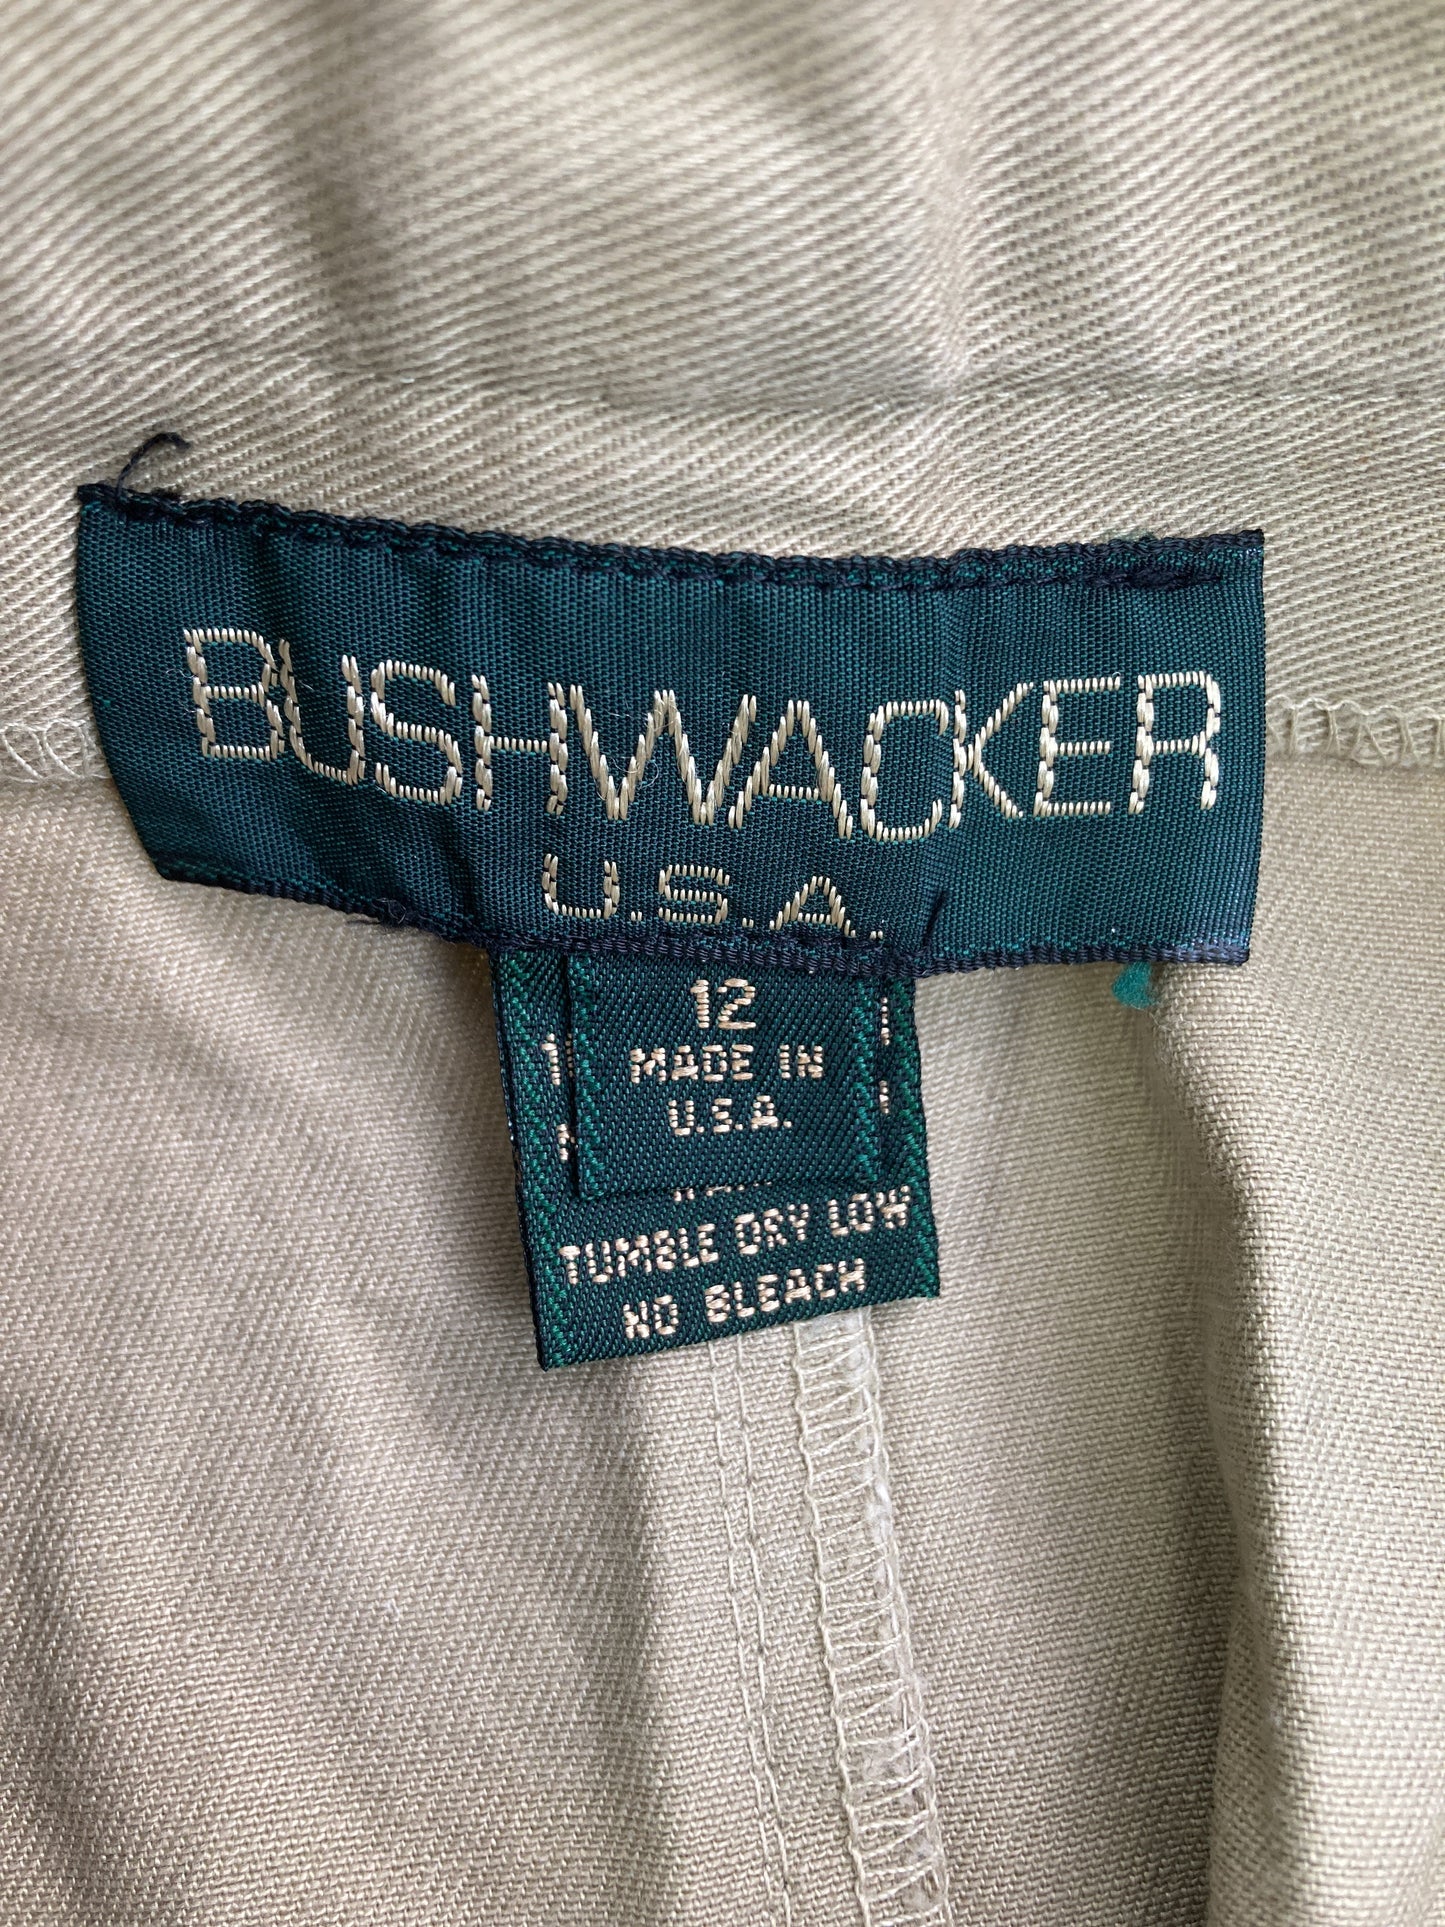 BUSHWACKER
U.S.A.
12
MADE IN
U.S.A.
TUMBLE DRY LOW
NO BLEACH